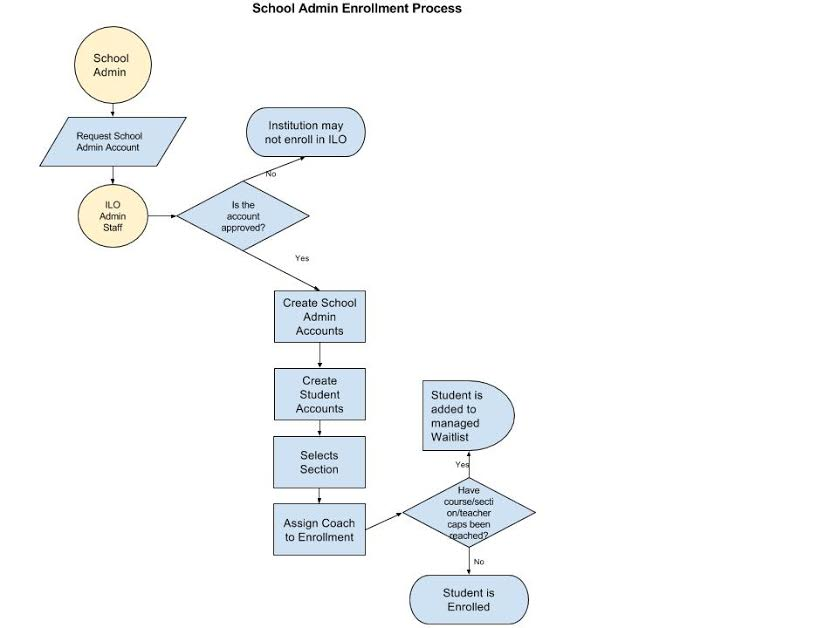 School Admin Enrollment Process
School
Admin
Request School
Admin Account
Institution may
not enroll in ILO
No
ILO
Admin
Staff
Is the
account
approved?
Yes
Create School
Admin
Accounts
Create
Student
Accounts
Student is
added to
managed
Waitlist
Selects
Section
Yes
Have
course/secti
on/teacher
caps been
reached?
Assign Coach
to Enrollment
No
Student is
Enrolled